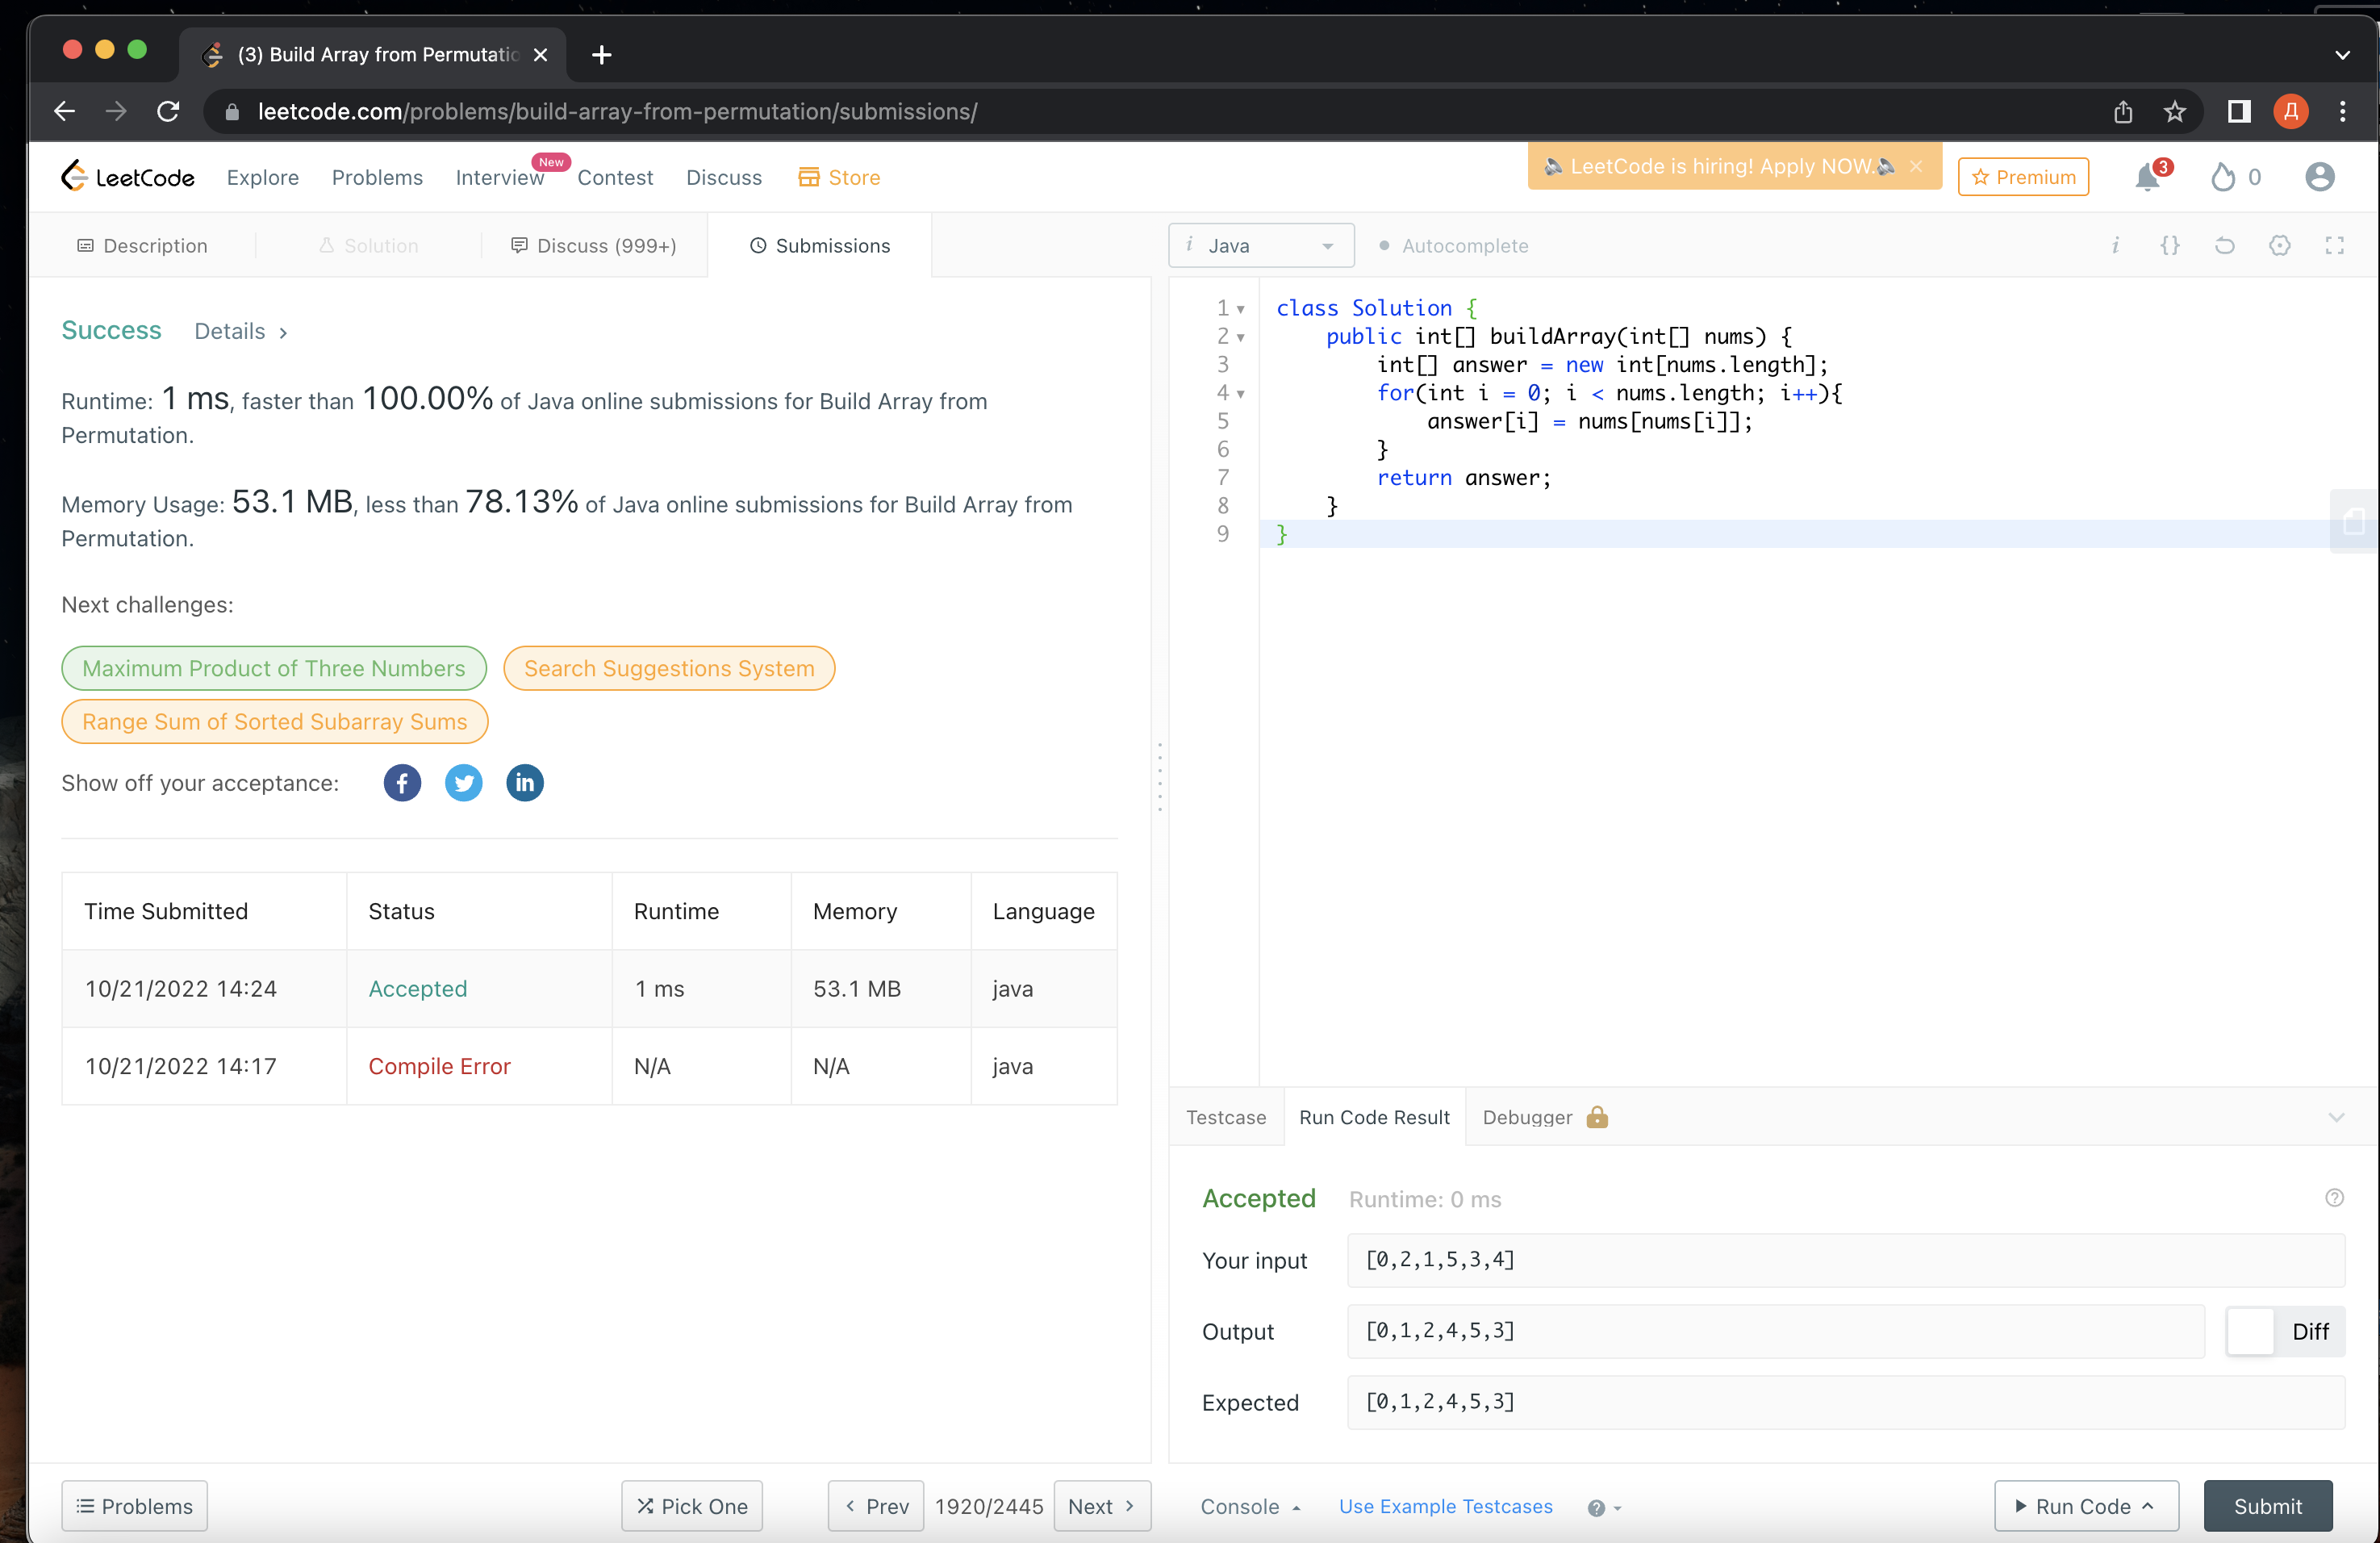 (3) Build Array from Permutatio
leetcode.com/problems/build-array-from-permutation/submissions/
Д
LeetCode
Explore
Problems
Interview
New
Contest
Discuss
Store
LeetCode is hiring! Apply NOW.
Premium
3
0
Description
Solution
Discuss (999+)
Submissions
i Java
Autocomplete
i {}
Success Details >
Runtime: 1 ms, faster than 100.00% of Java online submissions for Build Array from
Permutation.
Memory Usage: 53.1 MB, less than 78.13% of Java online submissions for Build Array from
Permutation.
Next challenges:
Maximum Product of Three Numbers
Search Suggestions System
Range Sum of Sorted Subarray Sums
Show off your acceptance:
f
in
Time Submitted Status Runtime Memory Language
10/21/2022 14:24 Accepted 1 ms 53.1 MB java
10/21/2022 14:17 Compile Error N/A N/A java
1 class Solution {
2 public int[] buildArray(int[] nums) {
3 int[] answer = new int[nums.length];
4 for(int i = 0; i < nums.length; i++){
5 answer[i] = nums[nums[i]];
6 }
7 return answer;
8 }
9 }
Testcase
Run Code Result
Debugger
Accepted Runtime: 0 ms
?
Your input [0,2,1,5,3,4]
Output [0,1,2,4,5,3]
Diff
Expected [0,1,2,4,5,3]
Problems
Pick One
< Prev
1920/2445
Next >
Console
Use Example Testcases
?
Run Code
Submit